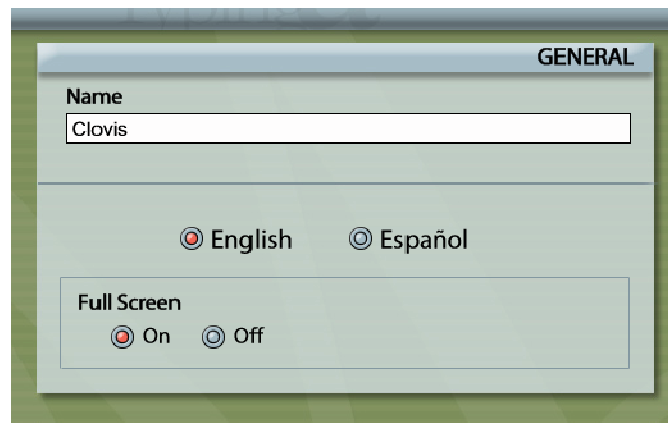 GENERAL
Name
Clovis
English Español
Full Screen
On Off